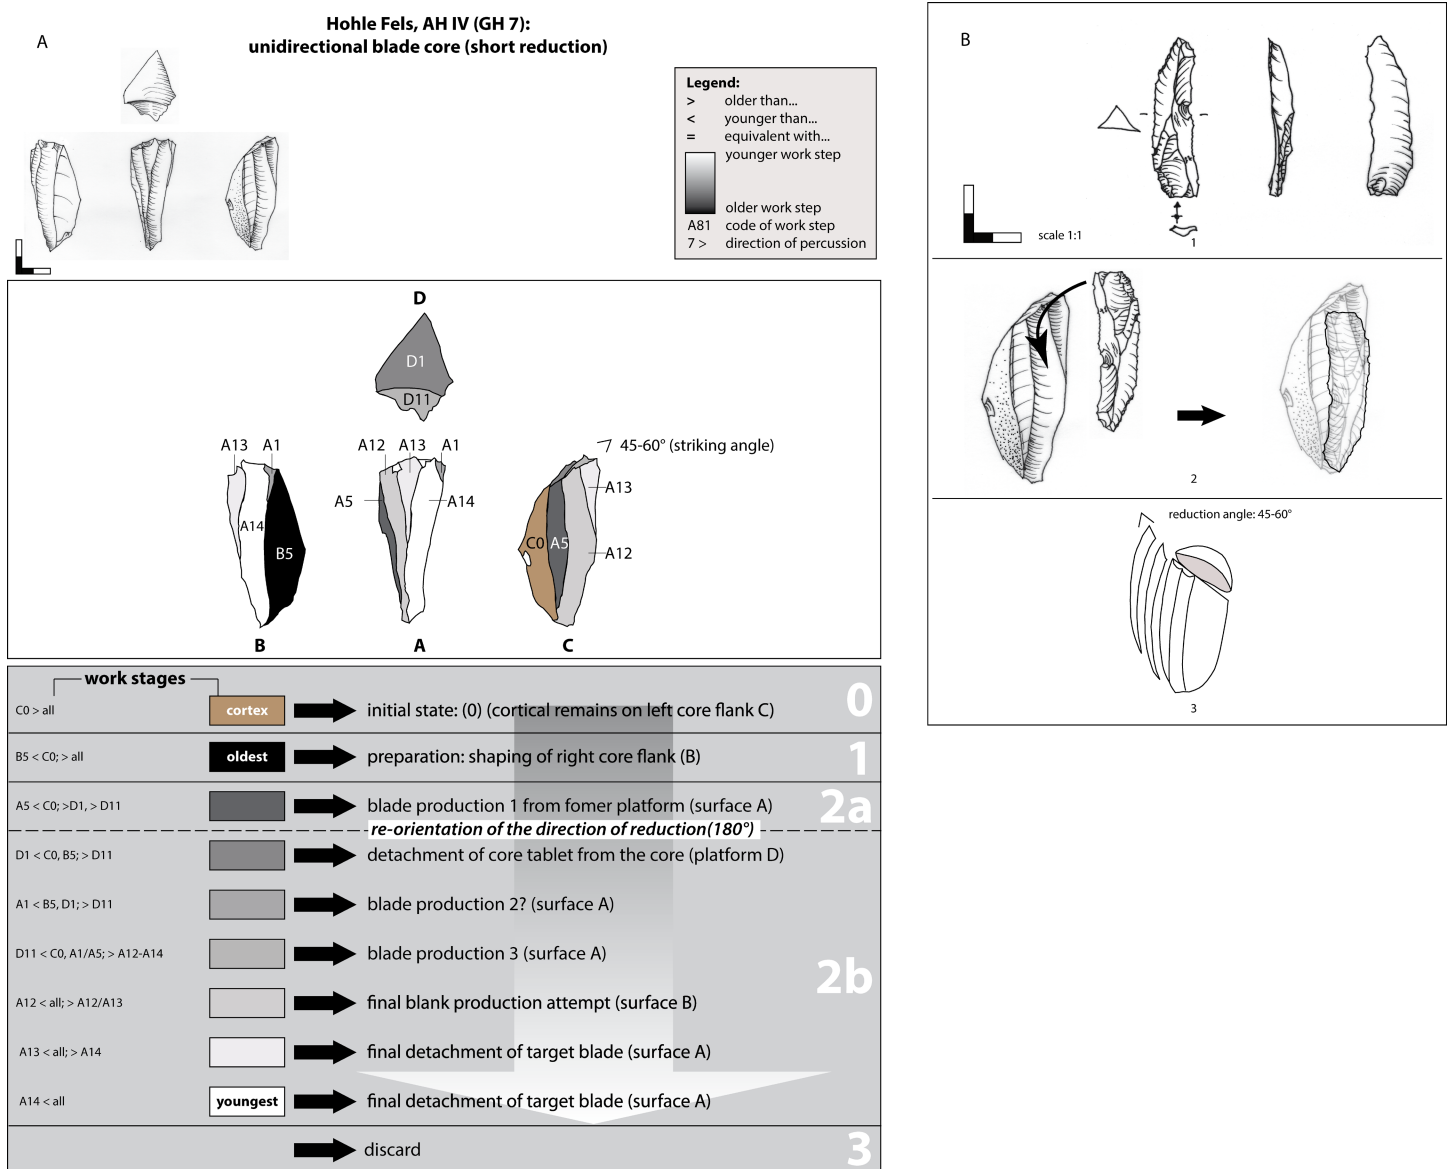 Hohle Fels, AH IV (GH 7):
unidirectional blade core (short reduction)
A
Legend:
> older than...
< younger than...
= equivalent with...
younger work step
older work step
A81 code of work step
7 > direction of percussion
D
D1
D11
A13 A1
A14
B5
B
A12 A13 A1
A5
A14
A
45-60° (striking angle)
A13
C0 A5
A12
C
work stages
C0 > all cortex initial state: (0) (cortical remains on left core flank C) 0
B5 < C0; > all oldest preparation: shaping of right core flank (B) 1
A5 < C0; >D1, > D11 blade production 1 from fomer platform (surface A) 2a
re-orientation of the direction of reduction(180°)
D1 < C0, B5; > D11 detachment of core tablet from the core (platform D)
A1 < B5, D1; > D11 blade production 2? (surface A)
D11 < C0, A1/A5; > A12-A14 blade production 3 (surface A)
2b
A12 < all; > A12/A13 final blank production attempt (surface B)
A13 < all; > A14 final detachment of target blade (surface A)
A14 < all youngest final detachment of target blade (surface A)
discard 3
B
scale 1:1
1
2
reduction angle: 45-60°
3